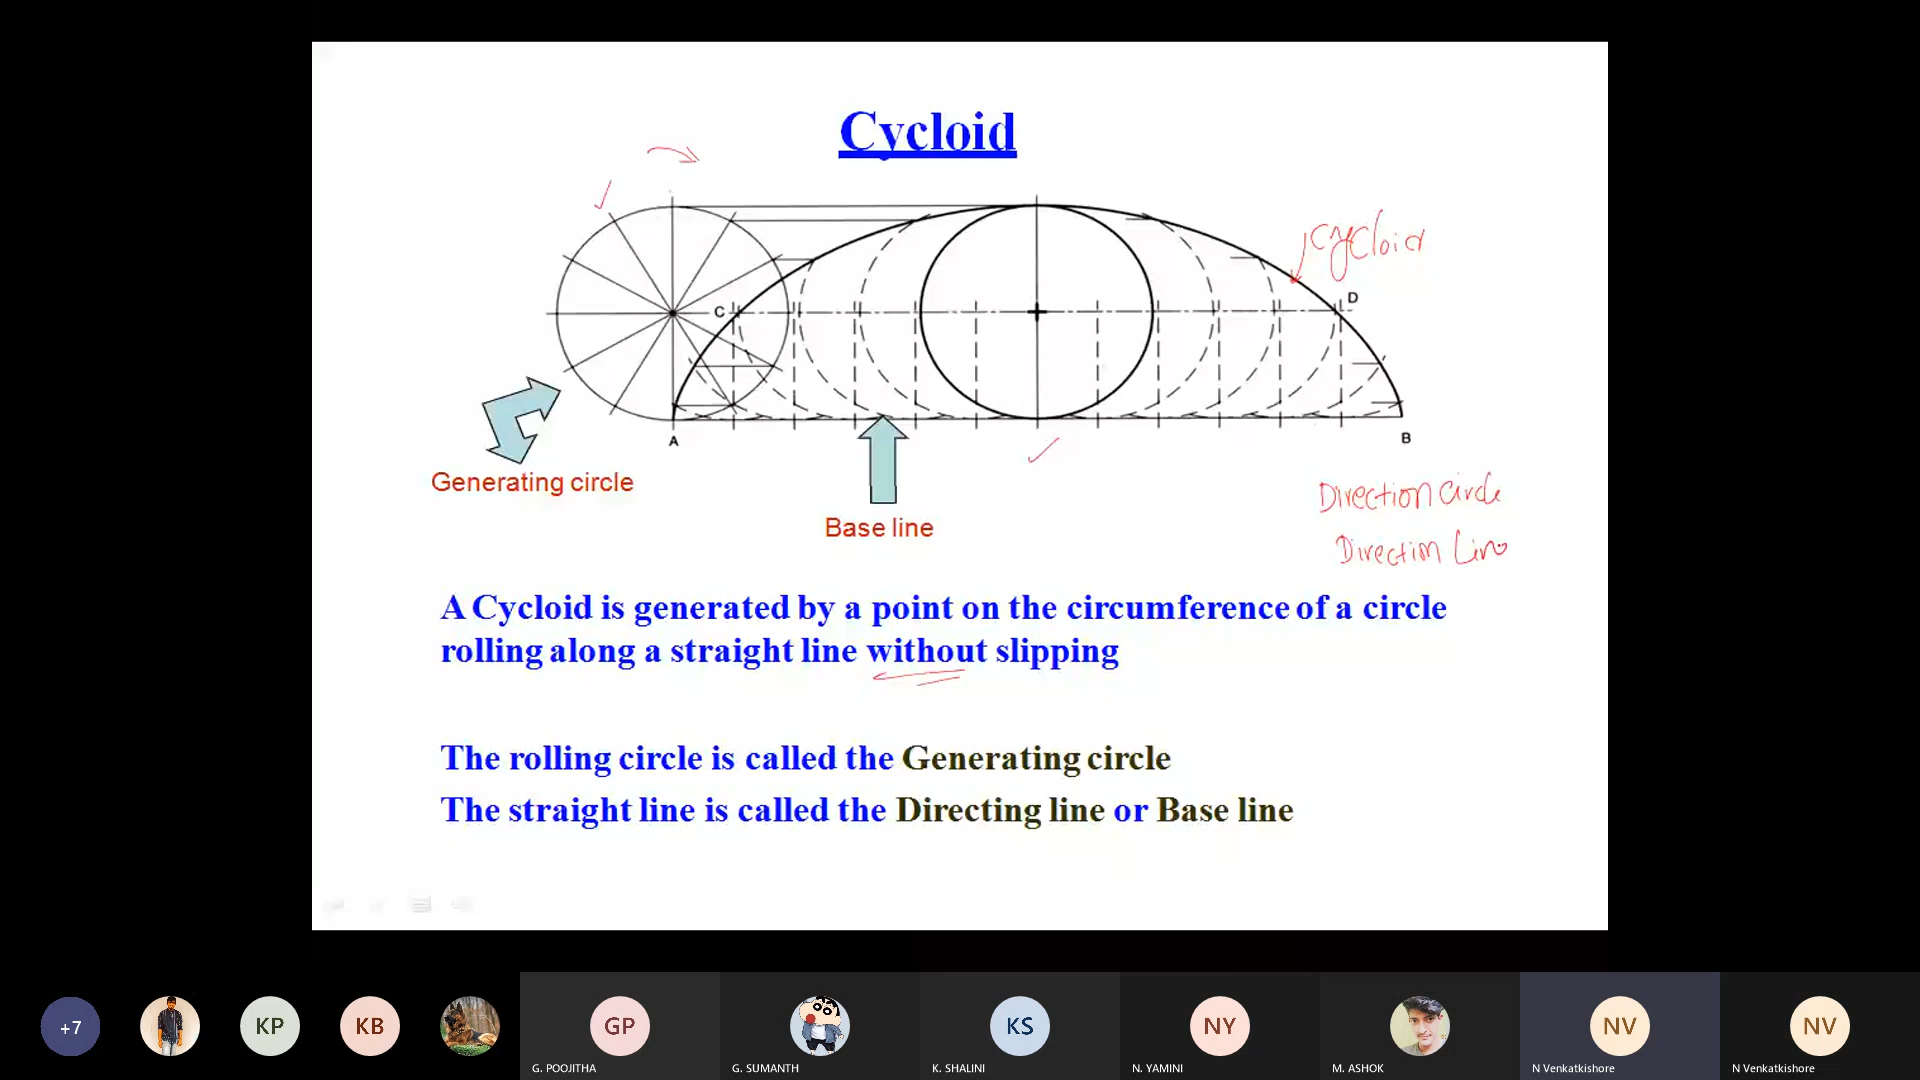 Cycloid
Cycloid
C
D
A
B
Generating circle
Base line
Direction Circle
Direction Line
A Cycloid is generated by a point on the circumference of a circle
rolling along a straight line without slipping
The rolling circle is called the Generating circle
The straight line is called the Directing line or Base line
+7
KP
KB
GP
KS
NY
NV
NV
G. POOJITHA
G. SUMANTH
K. SHALINI
N. YAMINI
M. ASHOK
N Venkatkishore
N Venkatkishore